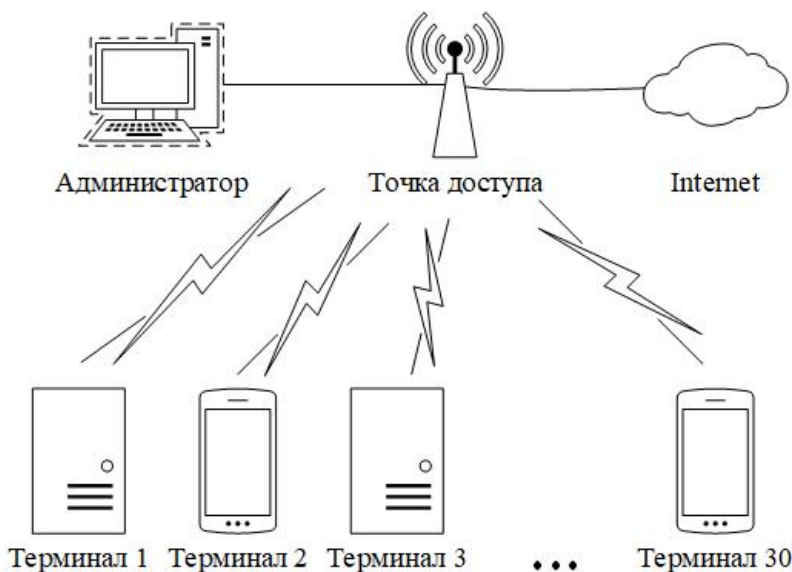 Администратор
Точка доступа
Internet
Терминал 1
Терминал 2
Терминал 3
...
Терминал 30